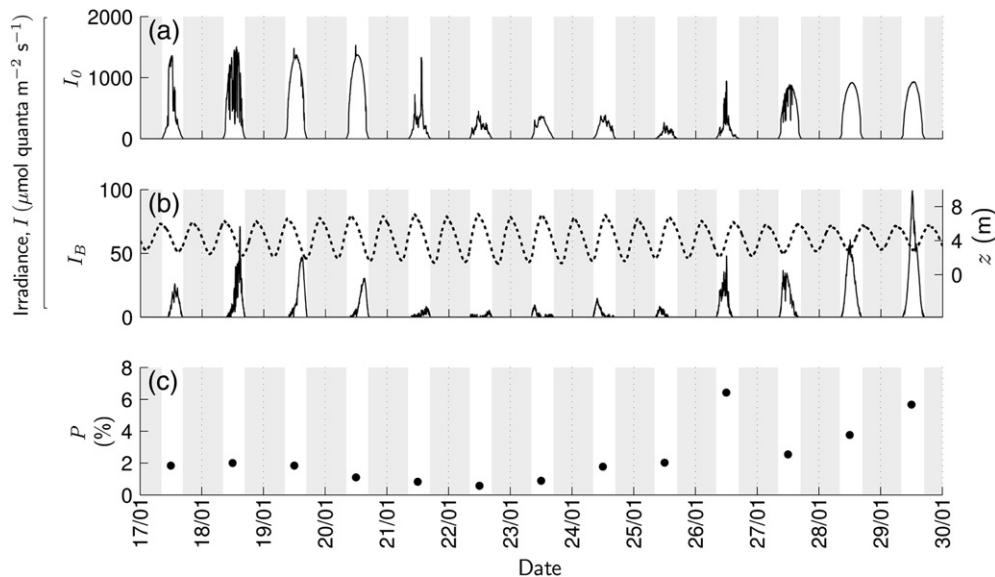 Irradiance, I (μmol quanta m⁻² s⁻¹)
(a)
I₀
2000
1000
0
(b)
I_B
100
50
0
8
4
0
z (m)
(c)
P
(%)
8
6
4
2
0
17/01 18/01 19/01 20/01 21/01 22/01 23/01 24/01 25/01 26/01 27/01 28/01 29/01 30/01
Date